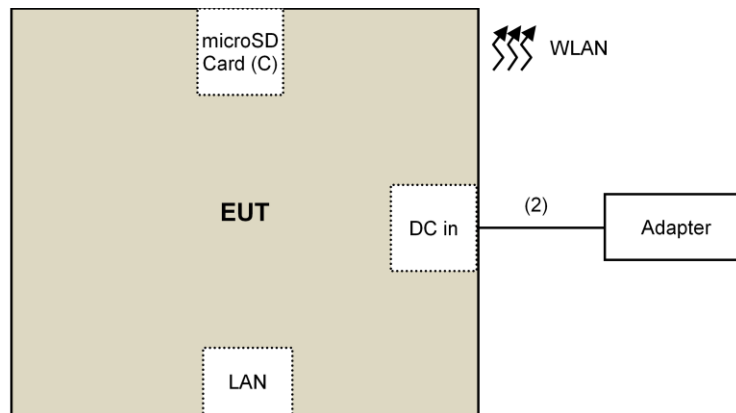 microSD
Card (C)
WLAN
EUT
DC in
(2)
Adapter
LAN